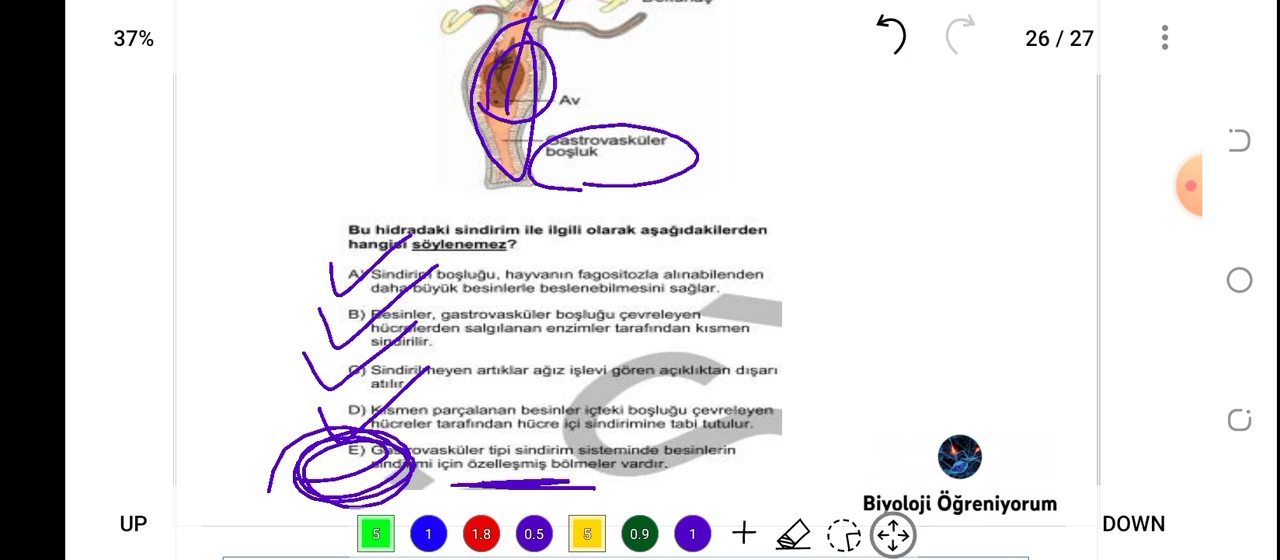 37%
26 / 27
Av
Gastrovasküler
boşluk
Bu hidradaki sindirim ile ilgili olarak aşağıdakilerden
hangisi söylenemez?
A) Sindirim boşluğu, hayvanın fagositozla alınabilenden
daha büyük besinlerle beslenebilmesini sağlar.
B) Besinler, gastrovasküler boşluğu çevreleyen
hücrelerden salgılanan enzimler tarafından kısmen
sindirilir.
C) Sindirilmeyen artıklar ağız işlevi gören açıklıktan dışarı
atılır.
D) Kısmen parçalanan besinler içteki boşluğu çevreleyen
hücreler tarafından hücre içi sindirimine tabi tutulur.
E) Gastrovasküler tipi sindirim sisteminde besinlerin
sindirimi için özelleşmiş bölmeler vardır.
Biyoloji Öğreniyorum
UP
5 1 1.8 0.5 5 0.9 1
DOWN